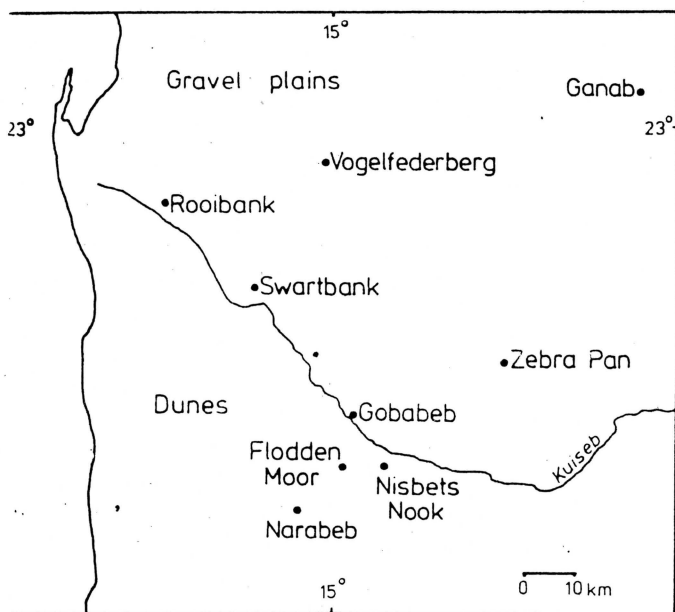 15°
Gravel plains
Ganab
23°
23°
Vogelfederberg
Rooibank
Swartbank
Zebra Pan
Dunes
Gobabeb
Flodden
Moor
Nisbets
Nook
Kuiseb
Narabeb
15°
0 10 km